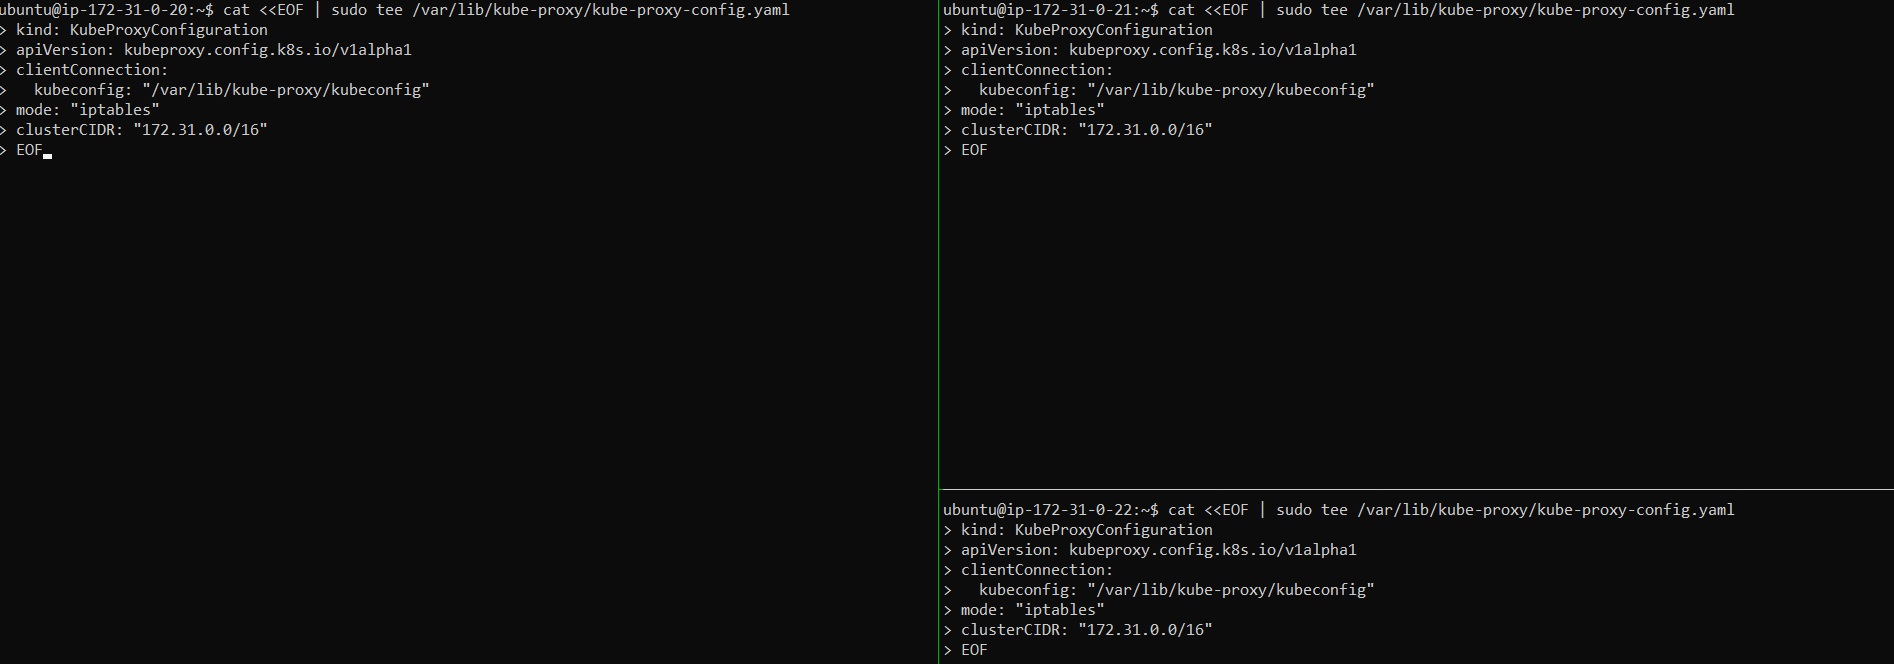 ubuntu@ip-172-31-0-20:~$ cat <<EOF | sudo tee /var/lib/kube-proxy/kube-proxy-config.yaml
> kind: KubeProxyConfiguration
> apiVersion: kubeproxy.config.k8s.io/v1alpha1
> clientConnection:
>   kubeconfig: "/var/lib/kube-proxy/kubeconfig"
> mode: "iptables"
> clusterCIDR: "172.31.0.0/16"
> EOF
ubuntu@ip-172-31-0-21:~$ cat <<EOF | sudo tee /var/lib/kube-proxy/kube-proxy-config.yaml
> kind: KubeProxyConfiguration
> apiVersion: kubeproxy.config.k8s.io/v1alpha1
> clientConnection:
>   kubeconfig: "/var/lib/kube-proxy/kubeconfig"
> mode: "iptables"
> clusterCIDR: "172.31.0.0/16"
> EOF
ubuntu@ip-172-31-0-22:~$ cat <<EOF | sudo tee /var/lib/kube-proxy/kube-proxy-config.yaml
> kind: KubeProxyConfiguration
> apiVersion: kubeproxy.config.k8s.io/v1alpha1
> clientConnection:
>   kubeconfig: "/var/lib/kube-proxy/kubeconfig"
> mode: "iptables"
> clusterCIDR: "172.31.0.0/16"
> EOF